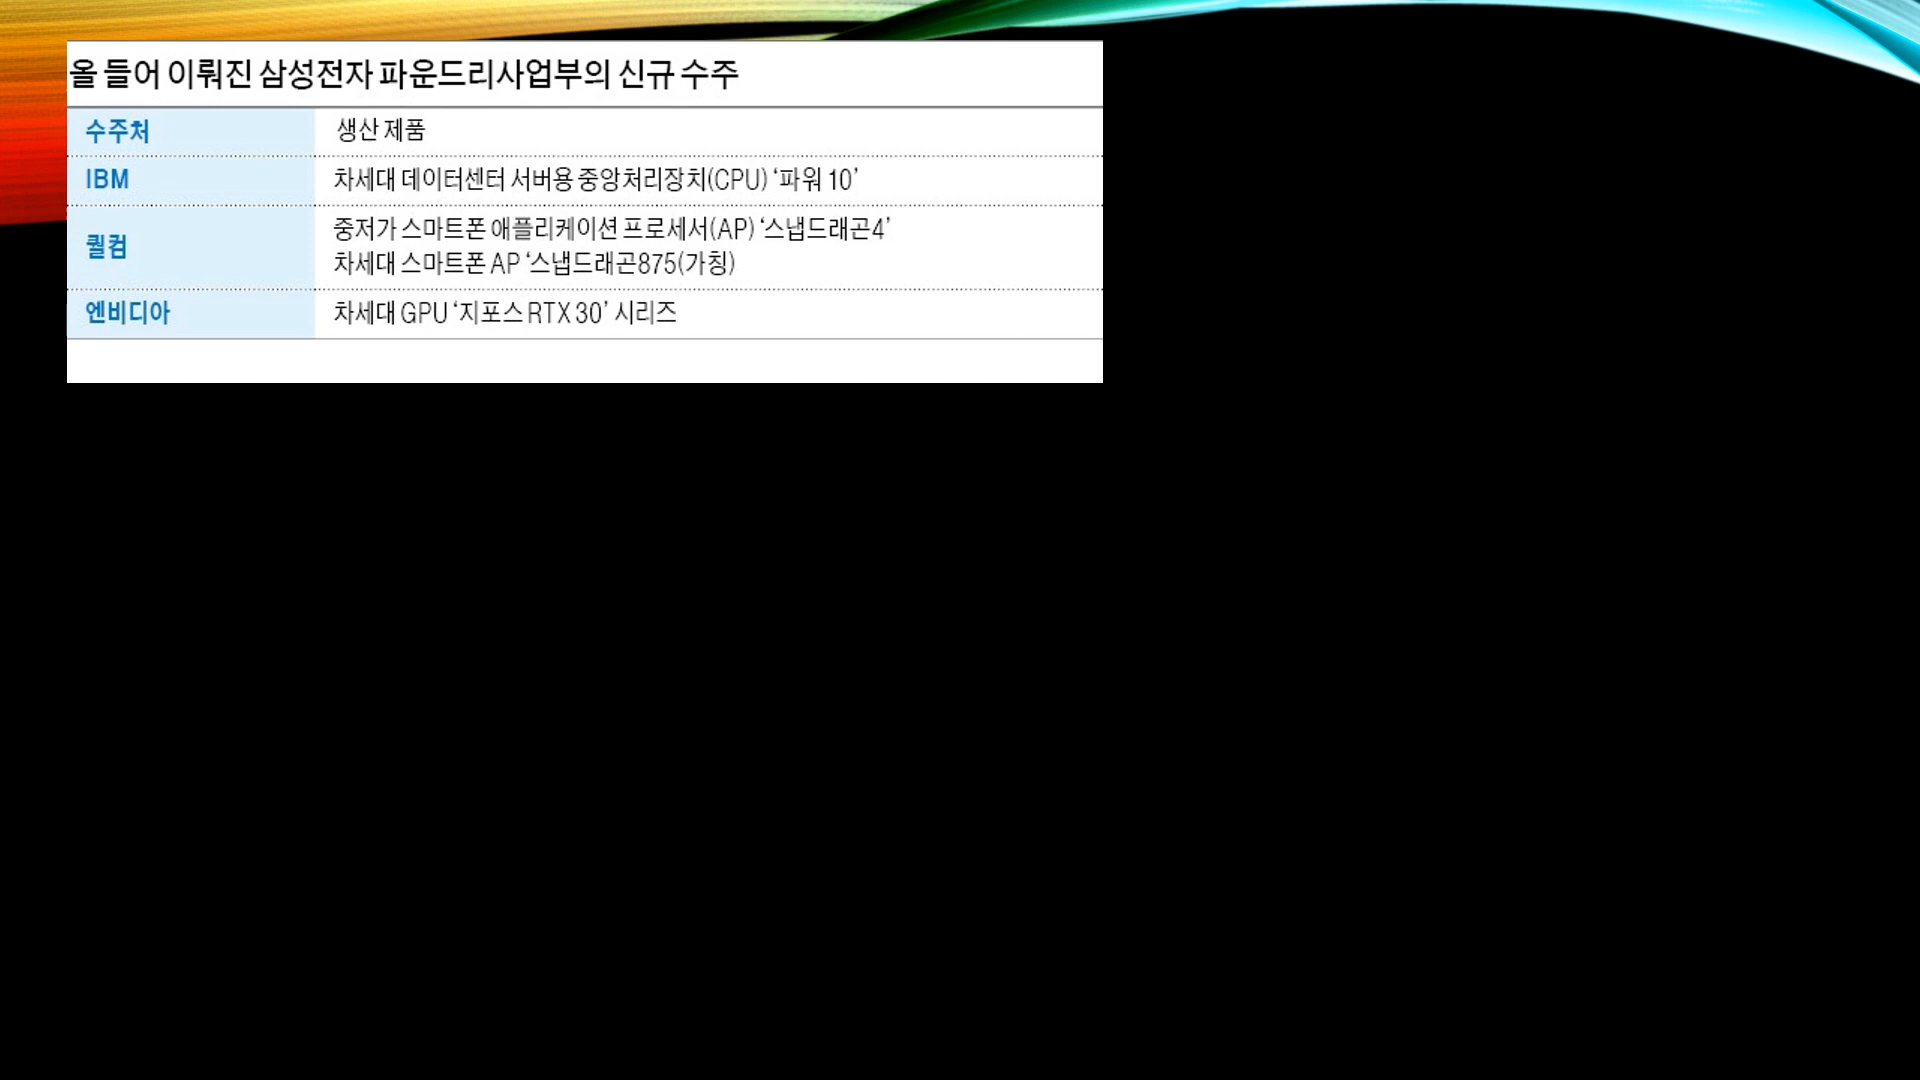 올 들어 이뤄진 삼성전자 파운드리사업부의 신규 수주
수주처 생산 제품
IBM 차세대 데이터센터 서버용 중앙처리장치(CPU) ‘파워 10’
퀄컴 중저가 스마트폰 애플리케이션 프로세서(AP) ‘스냅드래곤4’
차세대 스마트폰 AP ‘스냅드래곤875(가칭)
엔비디아 차세대 GPU ‘지포스 RTX 30’ 시리즈